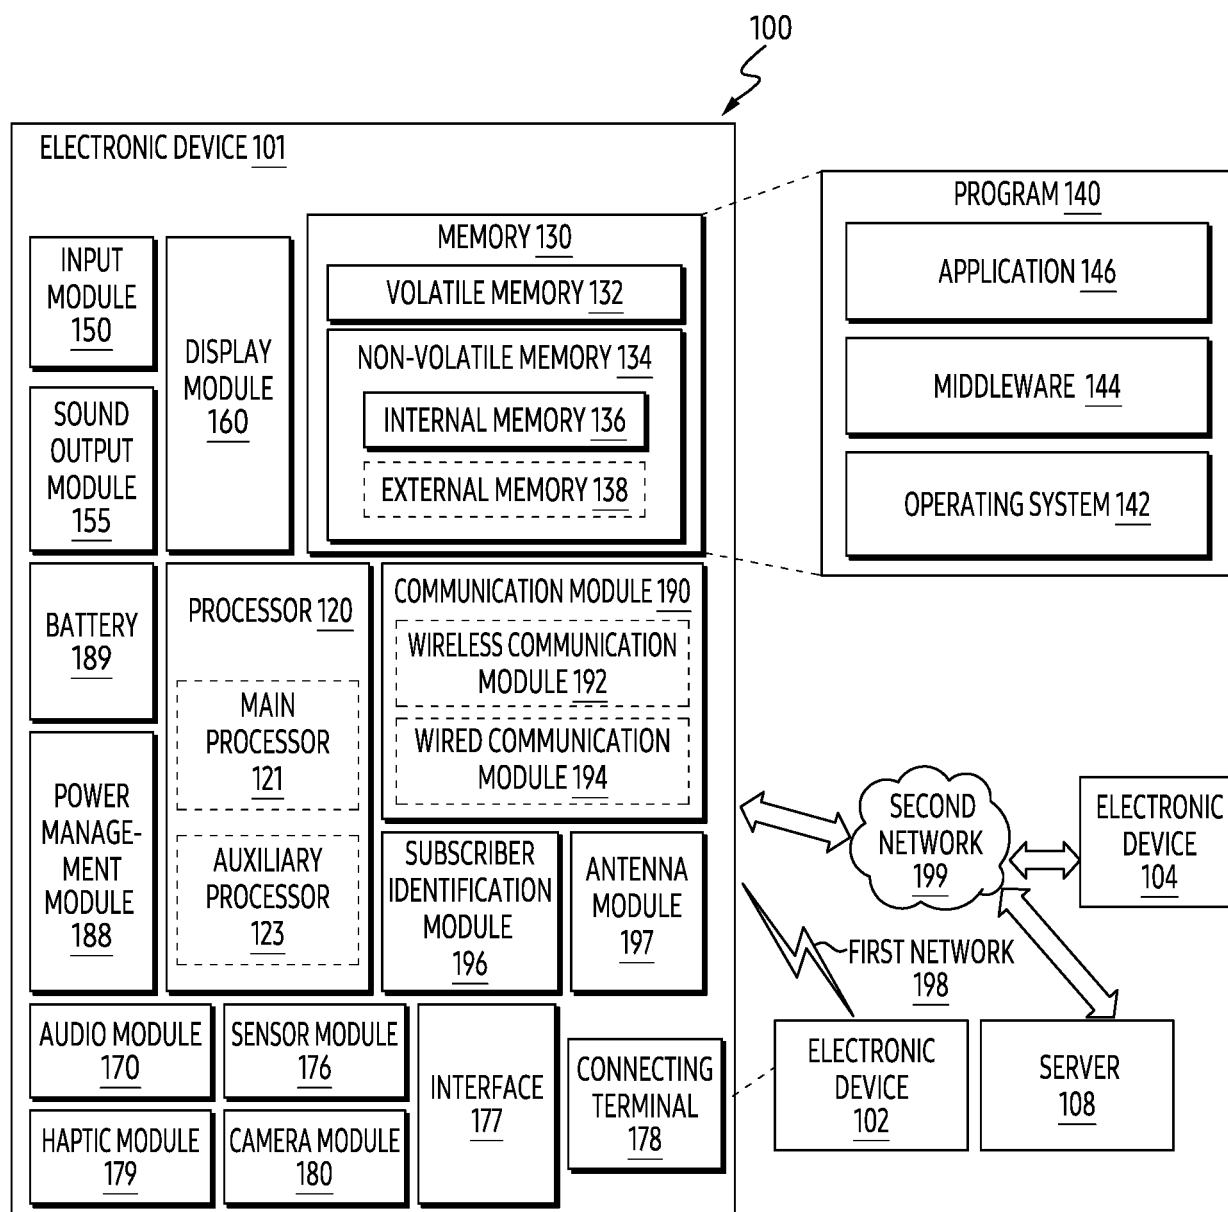 100
ELECTRONIC DEVICE 101
INPUT
MODULE
150
SOUND
OUTPUT
MODULE
155
DISPLAY
MODULE
160
MEMORY 130
VOLATILE MEMORY 132
NON-VOLATILE MEMORY 134
INTERNAL MEMORY 136
EXTERNAL MEMORY 138
PROGRAM 140
APPLICATION 146
MIDDLEWARE 144
OPERATING SYSTEM 142
BATTERY
189
POWER
MANAGE-
MENT
MODULE
188
PROCESSOR 120
MAIN
PROCESSOR
121
AUXILIARY
PROCESSOR
123
COMMUNICATION MODULE 190
WIRELESS COMMUNICATION
MODULE 192
WIRED COMMUNICATION
MODULE 194
SUBSCRIBER
IDENTIFICATION
MODULE
196
ANTENNA
MODULE
197
SECOND
NETWORK
199
ELECTRONIC
DEVICE
104
FIRST NETWORK
198
AUDIO MODULE
170
SENSOR MODULE
176
HAPTIC MODULE
179
CAMERA MODULE
180
INTERFACE
177
CONNECTING
TERMINAL
178
ELECTRONIC
DEVICE
102
SERVER
108